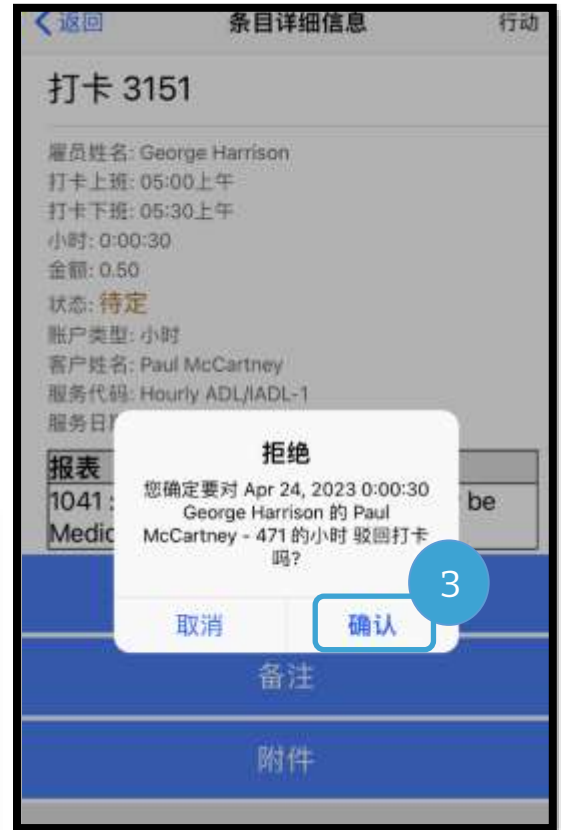 返回 条目详细信息 行动
打卡 3151
雇员姓名: George Harrison
打卡上班: 05:00上午
打卡下班: 05:30上午
小时: 0:00:30
金额: 0.50
状态: 待定
账户类型: 小时
客户姓名: Paul McCartney
服务代码: Hourly ADL/IADL-1
服务日
报表
1041 : be
Medic
拒绝
您确定要对 Apr 24, 2023 0:00:30
George Harrison 的 Paul
McCartney - 471 的小时 驳回打卡
吗?
3
取消 确认
备注
附件